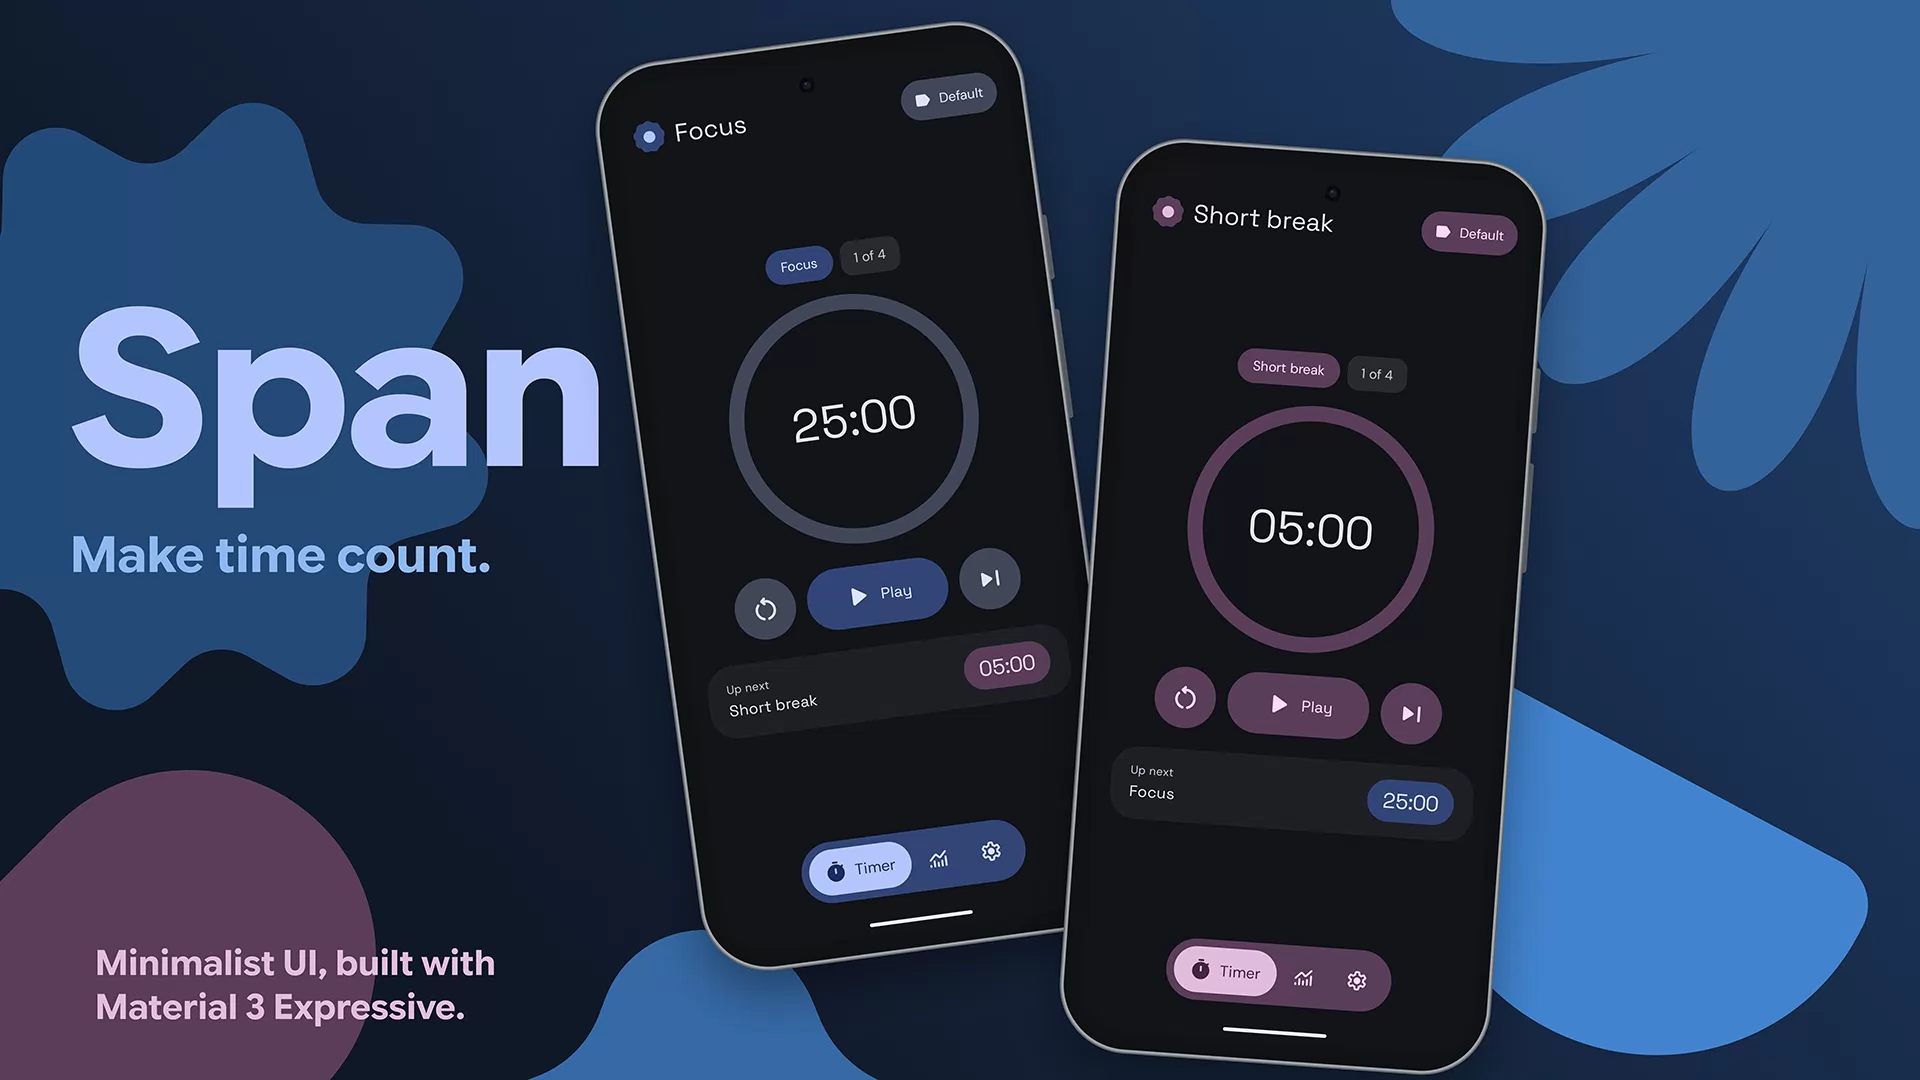 Span
Make time count.
Minimalist UI, built with
Material 3 Expressive.
Focus
Default
Focus
1 of 4
25:00
Play
Up next
Short break
05:00
Timer
Short break
Default
Short break
1 of 4
05:00
Play
Up next
Focus
25:00
Timer